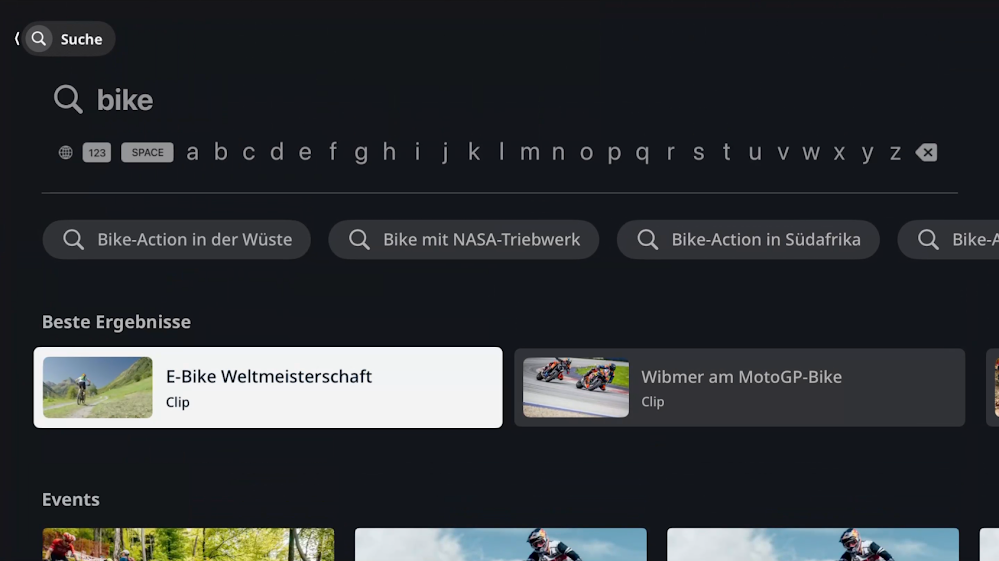 Suche
bike
123 SPACE a b c d e f g h i j k l m n o p q r s t u v w x y z
Bike-Action in der Wüste
Bike mit NASA-Triebwerk
Bike-Action in Südafrika
Beste Ergebnisse
E-Bike Weltmeisterschaft
Clip
Wibmer am MotoGP-Bike
Clip
Events